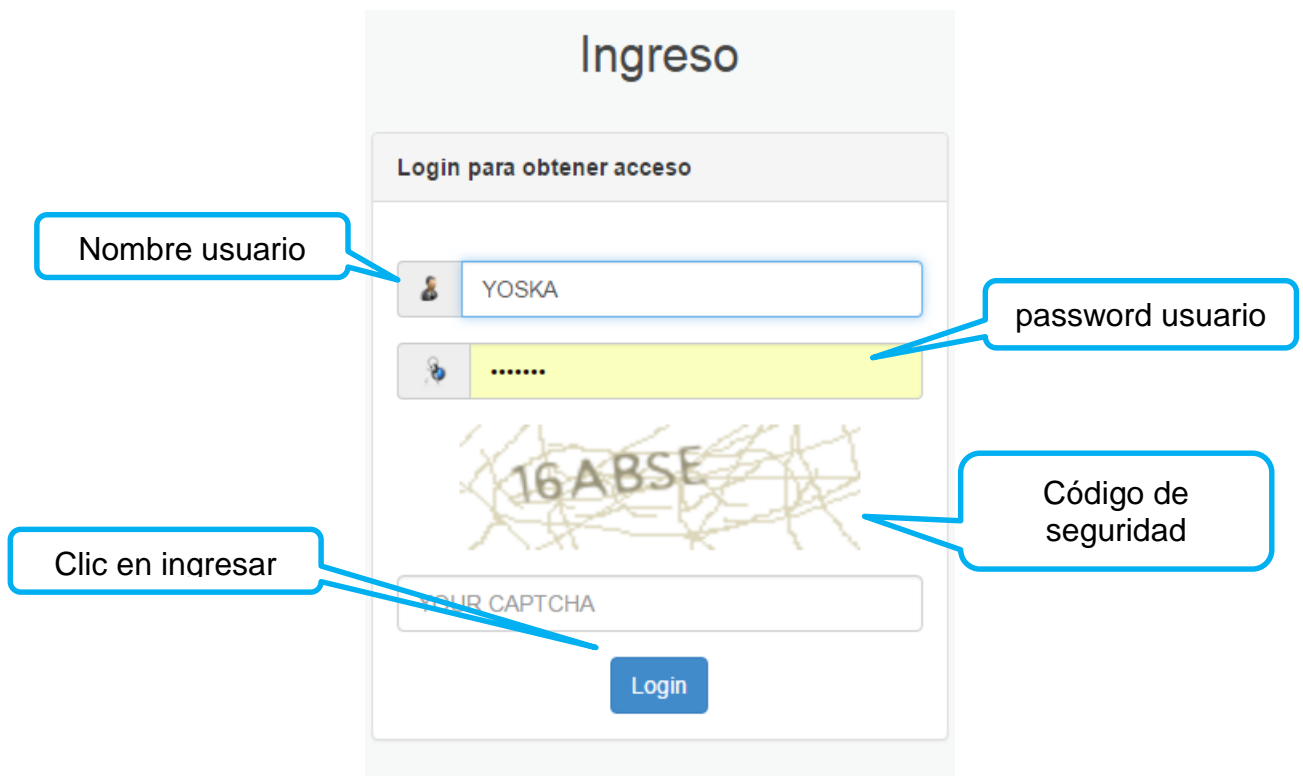 Ingreso
Login para obtener acceso
Nombre usuario
YOSKA
password usuario
•••••••
16ABSE
Código de
seguridad
Clic en ingresar
YOUR CAPTCHA
Login